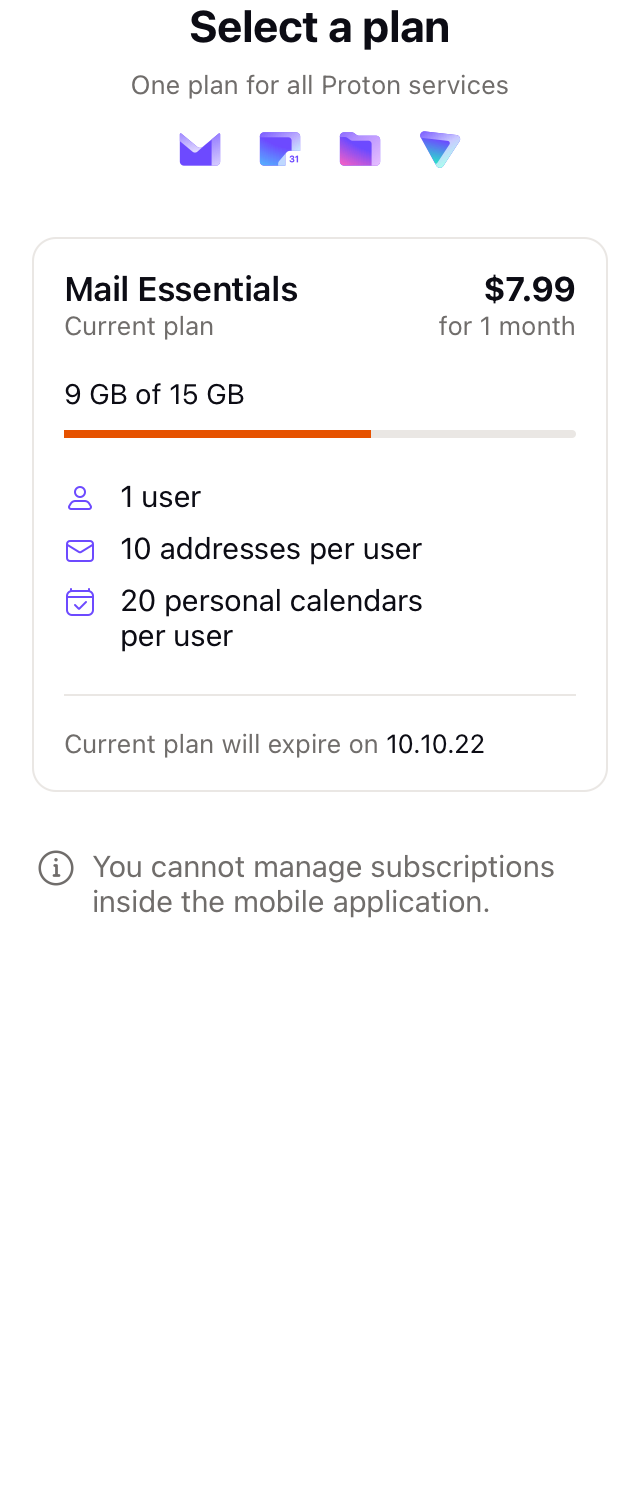 Select a plan
One plan for all Proton services
31
Mail Essentials
$7.99
Current plan
for 1 month
9 GB of 15 GB
1 user
10 addresses per user
20 personal calendars
per user
Current plan will expire on 10.10.22
You cannot manage subscriptions
inside the mobile application.